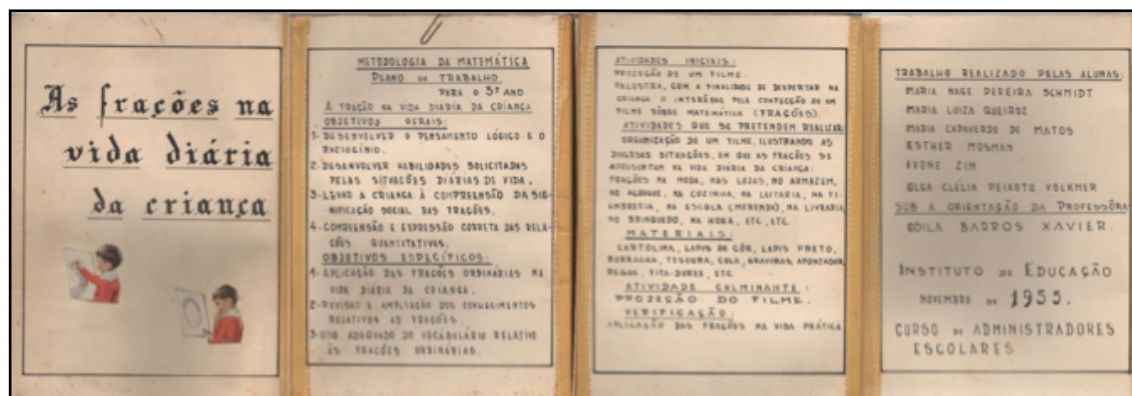 As frações na
vida diária
da criança
METODOLOGIA DA MATEMÁTICA
PLANO DE TRABALHO
PARA O 3º ANO
A FRAÇÃO NA VIDA DIÁRIA DA CRIANÇA
OBJETIVOS GERAIS:
1- DESENVOLVER O PENSAMENTO LÓGICO E O
RACIOCÍNIO.
2- DESENVOLVER HABILIDADES SOLICITADAS
PELAS SITUAÇÕES DIÁRIAS DE VIDA.
3- LEVAR A CRIANÇA À COMPREENSÃO DA SIG-
NIFICAÇÃO SOCIAL DAS FRAÇÕES.
4- COMPREENSÃO E EXPRESSÃO CORRETA DAS RELA-
ÇÕES QUANTITATIVAS.
OBJETIVOS ESPECÍFICOS:
1- APLICAÇÃO DAS FRAÇÕES ORDINÁRIAS NA
VIDA DIÁRIA DA CRIANÇA.
2- REVISÃO E AMPLIAÇÃO DOS CONHECIMENTOS
RELATIVOS ÀS FRAÇÕES.
3- USO ADEQUADO DO VOCABULÁRIO RELATIVO
ÀS FRAÇÕES ORDINÁRIAS.
ATIVIDADES INICIAIS:
PROJEÇÃO DE UM FILME.
PALESTRA, COM A FINALIDADE DE DESPERTAR NA
CRIANÇA O INTERÊSSE PELA CONFECÇÃO DE UM
FILME SÔBRE MATEMÁTICA (FRAÇÕES).
ATIVIDADES QUE SE PRETENDEM REALIZAR:
ORGANIZAÇÃO DE UM FILME, ILUSTRANDO AS
DIVERSAS SITUAÇÕES, EM QUE AS FRAÇÕES SE
APRESENTAM NA VIDA DIÁRIA DA CRIANÇA:
FRAÇÕES NA MODA, NAS LOJAS, NO ARMAZEM,
NO AÇOUGUE, NA COZINHA, NA LEITARIA, NA FI-
AMBRERIA, NA ESCOLA (MERENDA), NA LIVRARIA,
NO BRINQUEDO, NA HORA, ETC, ETC.
MATERIAIS:
CARTOLINA, LAPIS DE CÔR, LAPIS PRETO,
BORRACHA, TESOURA, COLA, GRAVURAS, APONTADOR,
REGUA, FITA-DUREX, ETC.
ATIVIDADE CULMINANTE:
PROJEÇÃO DO FILME.
VERIFICAÇÃO:
APLICAÇÃO DAS FRAÇÕES NA VIDA PRÁTICA
TRABALHO REALIZADO PELAS ALUNAS:
MARIA NAGE PEREIRA SCHMIDT
MARIA LUIZA QUEIROZ
MARIA DE MATOS
ESTHER MOSMAN
IVONE ZIN
OLGA CLÉLIA PEIXOTO VOLKMER
SOB A ORIENTAÇÃO DA PROFESSÔRA
ODILA BARROS XAVIER.
INSTITUTO DE EDUCAÇÃO
NOVEMBRO DE 1955.
CURSO DE ADMINISTRADORES
ESCOLARES